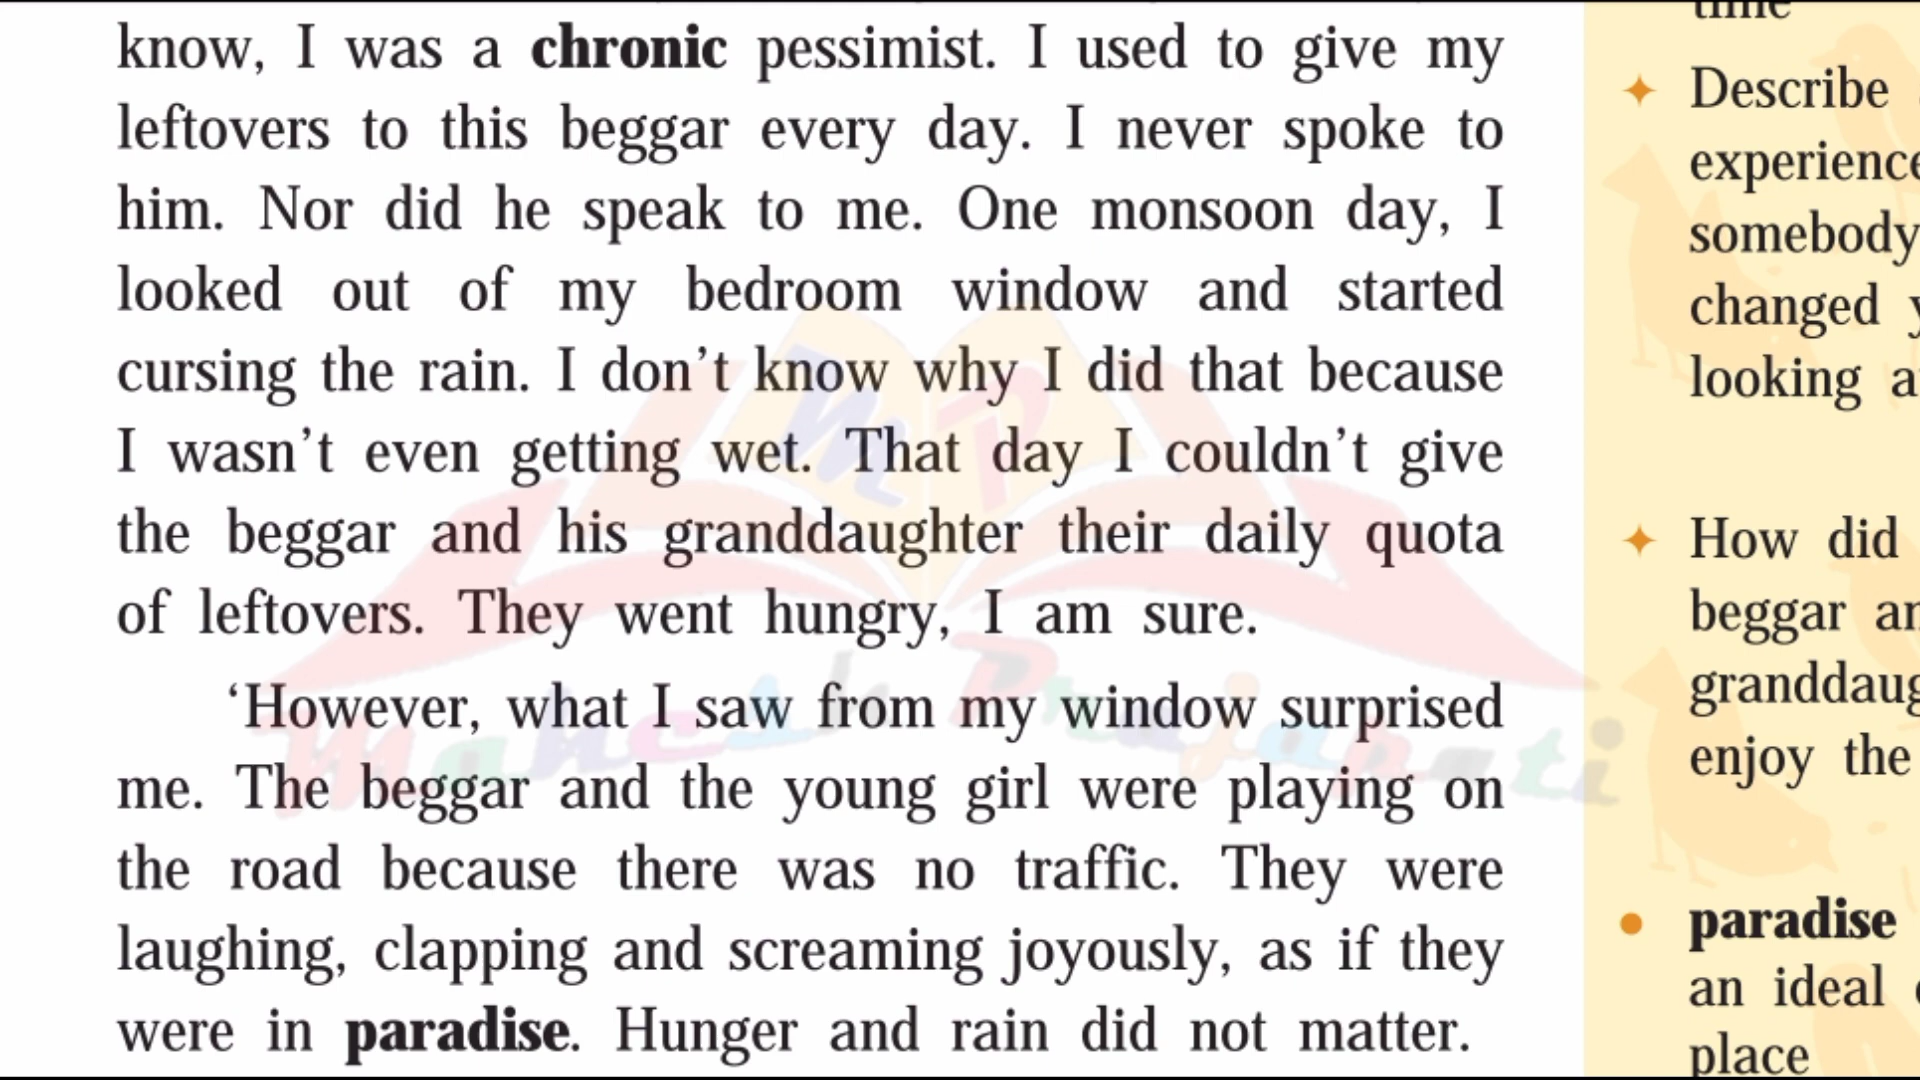 know, I was a chronic pessimist. I used to give my
leftovers to this beggar every day. I never spoke to
him. Nor did he speak to me. One monsoon day, I
looked out of my bedroom window and started
cursing the rain. I don't know why I did that because
I wasn't even getting wet. That day I couldn't give
the beggar and his granddaughter their daily quota
of leftovers. They went hungry, I am sure.
‘However, what I saw from my window surprised
me. The beggar and the young girl were playing on
the road because there was no traffic. They were
laughing, clapping and screaming joyously, as if they
were in paradise. Hunger and rain did not matter.
time
Describe
experience
somebody
changed
looking
How did
beggar
enjoy the
paradise
an ideal
place
MP
Mahesh Prajapati